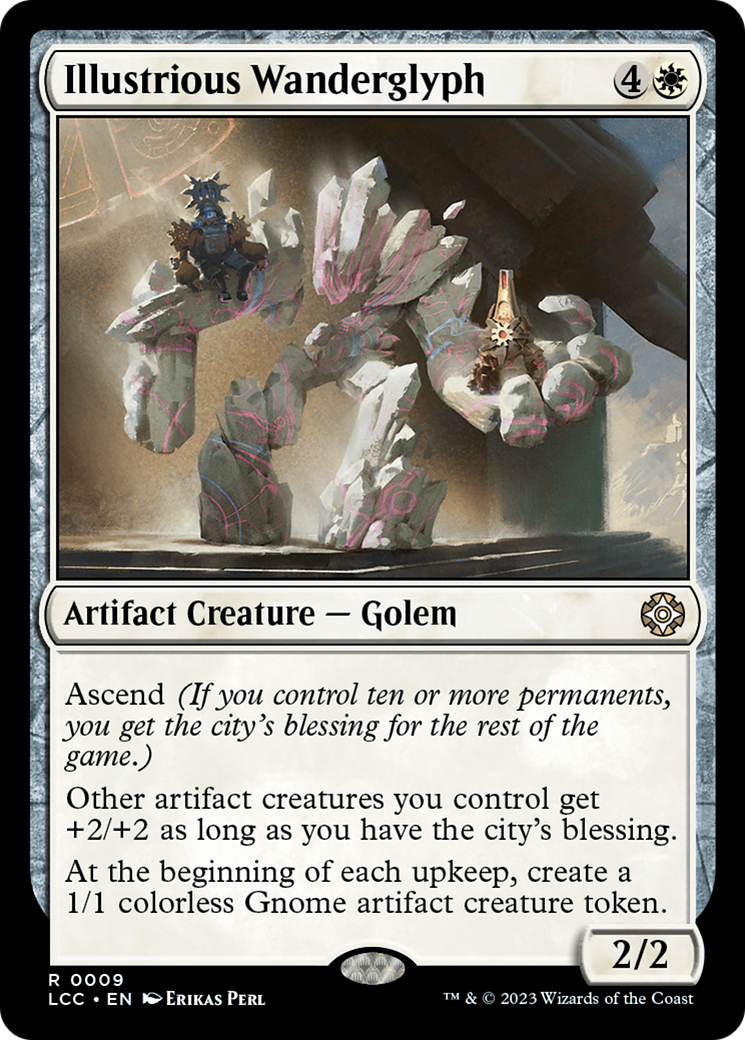 Illustrious Wanderglyph 4
Artifact Creature — Golem
Ascend (If you control ten or more permanents,
you get the city's blessing for the rest of the
game.)
Other artifact creatures you control get
+2/+2 as long as you have the city's blessing.
At the beginning of each upkeep, create a
1/1 colorless Gnome artifact creature token.
2/2
R 0009
LCC • EN Erikas Perl
™ & © 2023 Wizards of the Coast